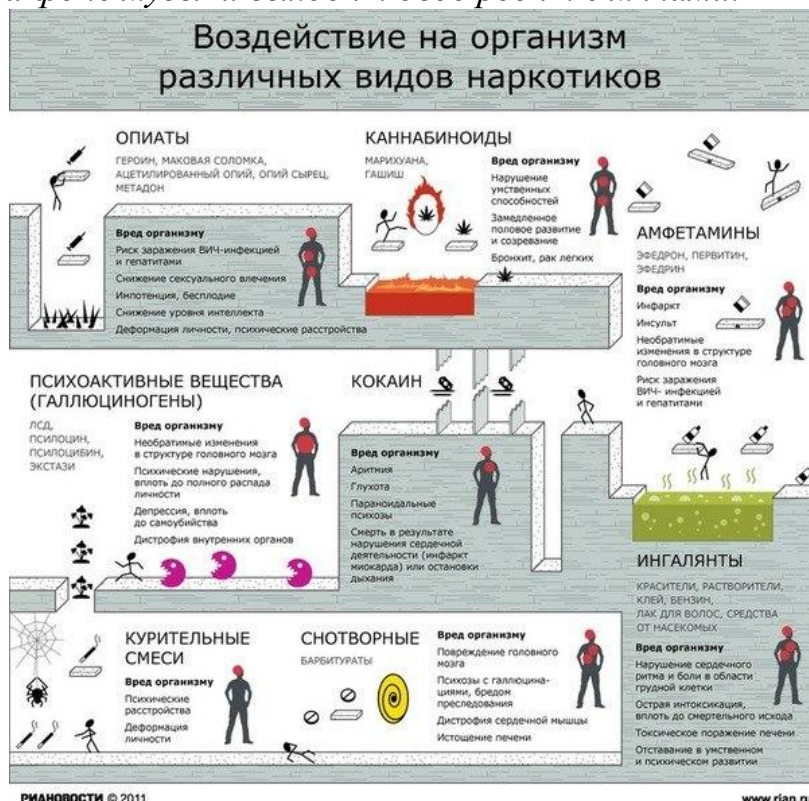 Воздействие на организм
различных видов наркотиков
ОПИАТЫ
ГЕРОИН, МАКОВАЯ СОЛОМКА,
АЦЕТИЛИРОВАННЫЙ ОПИЙ, ОПИЙ СЫРЕЦ,
МЕТАДОН
Вред организму
Риск заражения ВИЧ-инфекцией
и гепатитами
Снижение сексуального влечения
Импотенция, бесплодие
Снижение уровня интеллекта
Деформация личности, психические расстройства
КАННАБИНОИДЫ
МАРИХУАНА,
ГАШИШ
Вред организму
Нарушение
умственных
способностей
Замедленное
половое развитие
и созревание
Бронхит, рак легких
АМФЕТАМИНЫ
ЭФЕДРОН, ПЕРВИТИН,
ЭФЕДРИН
Вред организму
Инфаркт
Инсульт
Необратимые
изменения в структуре
головного мозга
Риск заражения
ВИЧ- инфекцией
и гепатитами
ПСИХОАКТИВНЫЕ ВЕЩЕСТВА
(ГАЛЛЮЦИНОГЕНЫ)
ЛСД,
ПСИЛОЦИН,
ПСИЛОЦИБИН,
ЭКСТАЗИ
Вред организму
Необратимые изменения
в структуре головного мозга
Психические нарушения,
вплоть до полного распада
личности
Депрессия, вплоть
до самоубийства
Дистрофия внутренних органов
КОКАИН
Вред организму
Аритмия
Глухота
Параноидальные
психозы
Смерть в результате
нарушения сердечной
деятельности (инфаркт
миокарда) или остановки
дыхания
ИНГАЛЯНТЫ
КРАСИТЕЛИ, РАСТВОРИТЕЛИ,
КЛЕЙ, БЕНЗИН,
ЛАК ДЛЯ ВОЛОС, СРЕДСТВА
ОТ НАСЕКОМЫХ
Вред организму
Нарушение сердечного
ритма и боли в области
грудной клетки
Острая интоксикация,
вплоть до смертельного исхода
Токсическое поражение печени
Отставание в умственном
и психическом развитии
КУРИТЕЛЬНЫЕ
СМЕСИ
Вред организму
Психические
расстройства
Деформация
личности
СНОТВОРНЫЕ
БАРБИТУРАТЫ
Вред организму
Повреждение головного
мозга
Психозы с галлюцина-
циями, бредом
преследования
Дистрофия сердечной мышцы
Истощение печени
РИАНОВОСТИ © 2011
www.rian.ru